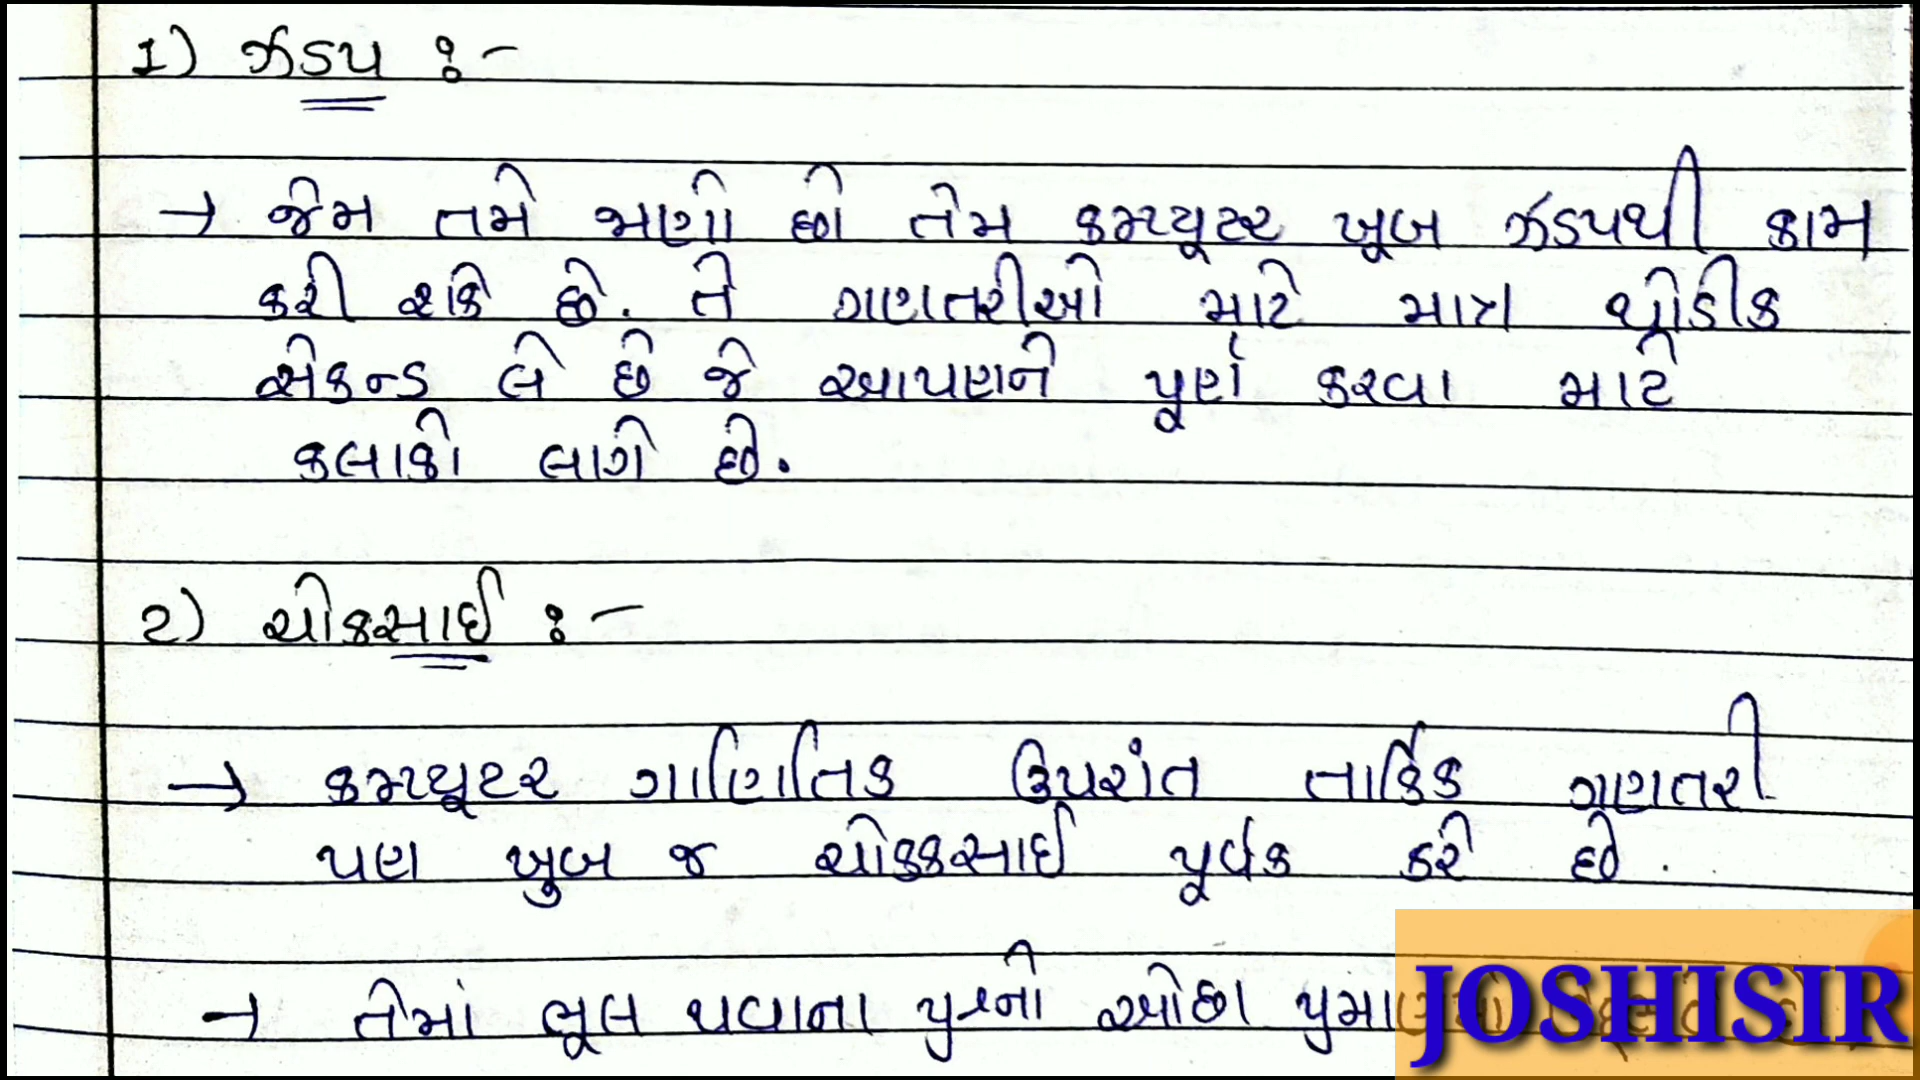 1) ઝડપ :-
→ જેમ તમે જાણો છો તેમ કમ્પ્યૂટર ખૂબ ઝડપથી કામ
કરી શકે છે. તે ગણતરીઓ માટે માત્ર થોડીક
સેકન્ડ લે છે જે આપણને પૂર્ણ કરવા માટે
કલાકો લાગે છે.
2) ચોકસાઈ :-
→ કમ્પ્યૂટર ગાણિતિક ઉપરાંત તાર્કિક ગણતરી
પણ ખુબ જ ચોક્કસાઈ પૂર્વક કરે છે.
→ તેમાં ભૂલ થવાના પ્રશ્નો ઓછા
JOSHISIR